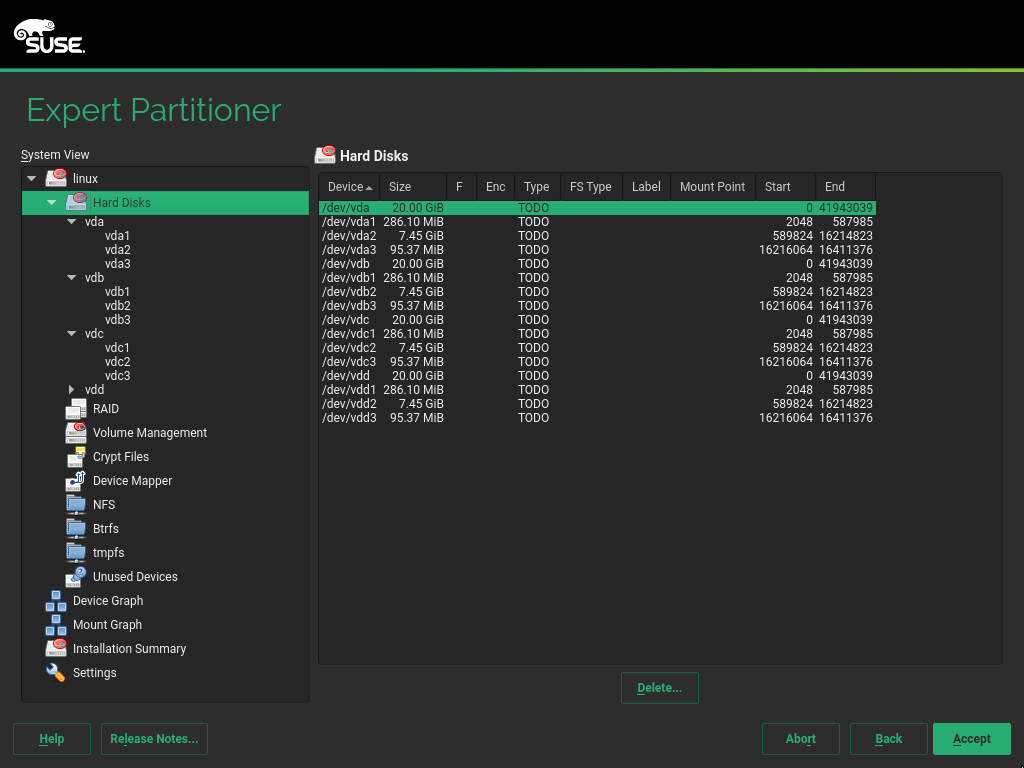 SUSE.
Expert Partitioner
System View
linux
Hard Disks
vda
vda1
vda2
vda3
vdb
vdb1
vdb2
vdb3
vdc
vdc1
vdc2
vdc3
vdd
RAID
Volume Management
Crypt Files
Device Mapper
NFS
Btrfs
tmpfs
Unused Devices
Device Graph
Mount Graph
Installation Summary
Settings
Hard Disks
Device Size F Enc Type FS Type Label Mount Point Start End
/dev/vda 20.00 GiB TODO 0 41943039
/dev/vda1 286.10 MiB TODO 2048 587985
/dev/vda2 7.45 GiB TODO 589824 16214823
/dev/vda3 95.37 MiB TODO 16216064 16411376
/dev/vdb 20.00 GiB TODO 0 41943039
/dev/vdb1 286.10 MiB TODO 2048 587985
/dev/vdb2 7.45 GiB TODO 589824 16214823
/dev/vdb3 95.37 MiB TODO 16216064 16411376
/dev/vdc 20.00 GiB TODO 0 41943039
/dev/vdc1 286.10 MiB TODO 2048 587985
/dev/vdc2 7.45 GiB TODO 589824 16214823
/dev/vdc3 95.37 MiB TODO 16216064 16411376
/dev/vdd 20.00 GiB TODO 0 41943039
/dev/vdd1 286.10 MiB TODO 2048 587985
/dev/vdd2 7.45 GiB TODO 589824 16214823
/dev/vdd3 95.37 MiB TODO 16216064 16411376
Delete...
Help Release Notes... Abort Back Accept